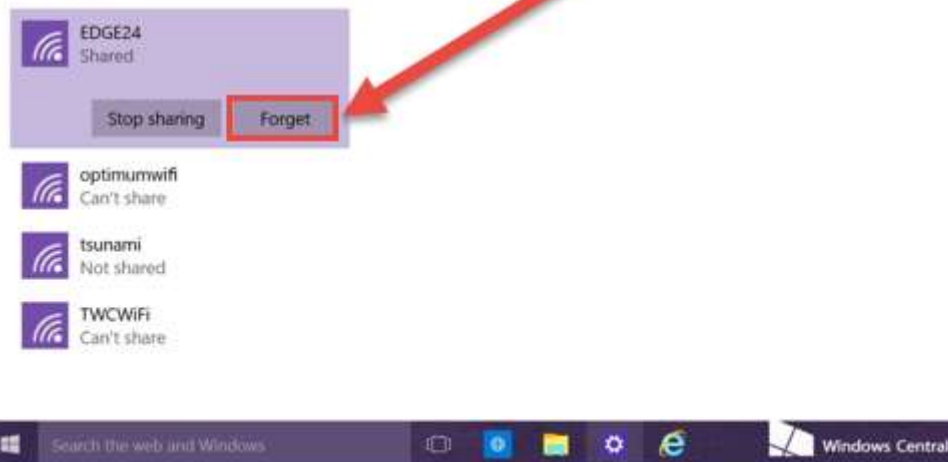 EDGE24
Shared
Stop sharing Forget
optimumwifi
Can't share
tsunami
Not shared
TWCWiFi
Can't share
Search the web and Windows
Windows Central